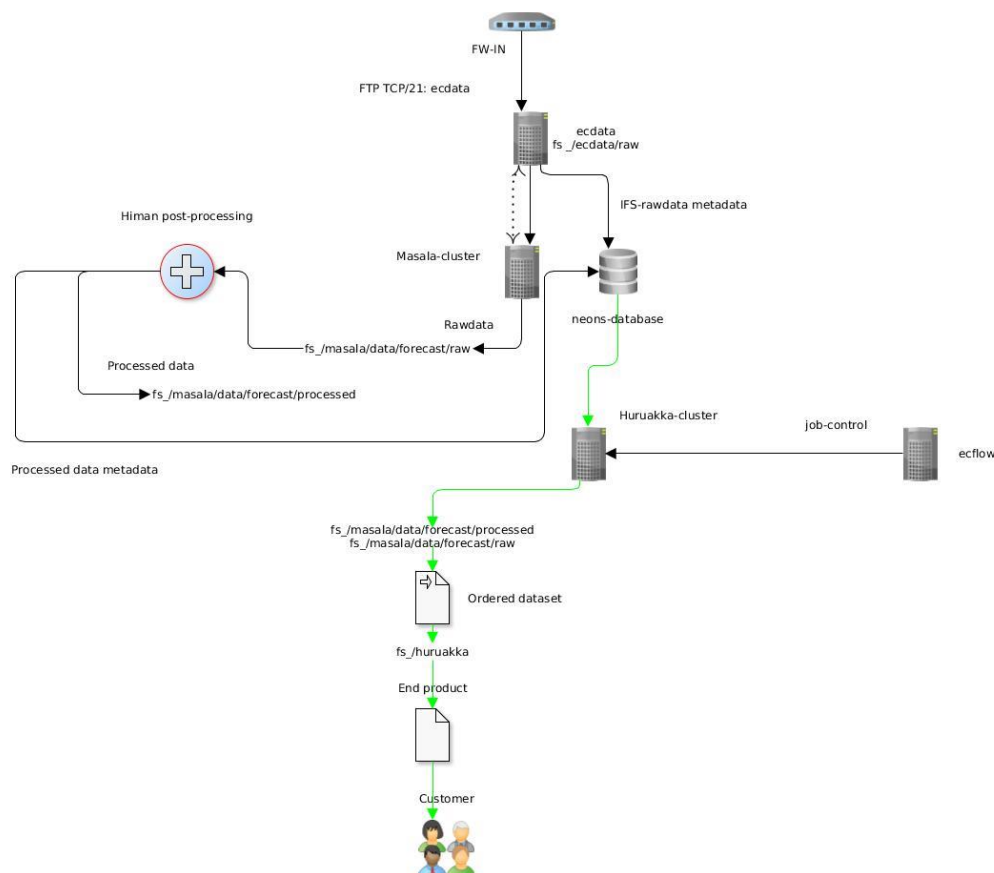 FW-IN
FTP TCP/21: ecdata
ecdata
fs _/ecdata/raw
IFS-rawdata metadata
Himan post-processing
Masala-cluster
neons-database
Rawdata
fs_/masala/data/forecast/raw
Processed data
fs_/masala/data/forecast/processed
Huruakka-cluster
job-control
ecflow
Processed data metadata
fs_/masala/data/forecast/processed
fs_/masala/data/forecast/raw
Ordered dataset
fs_/huruakka
End product
Customer